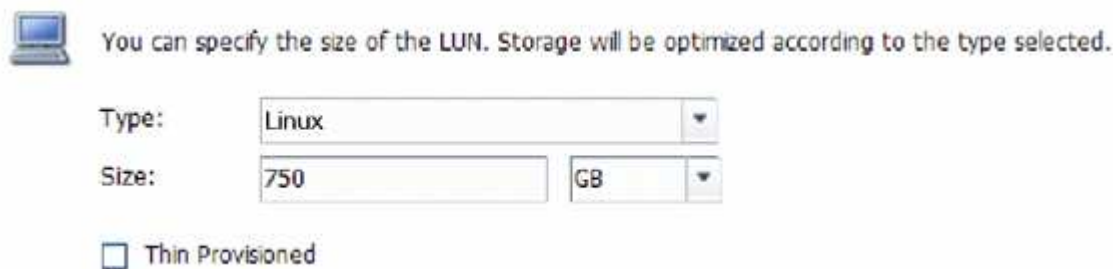 You can specify the size of the LUN. Storage will be optimized according to the type selected.
Type: Linux
Size: 750 GB
Thin Provisioned